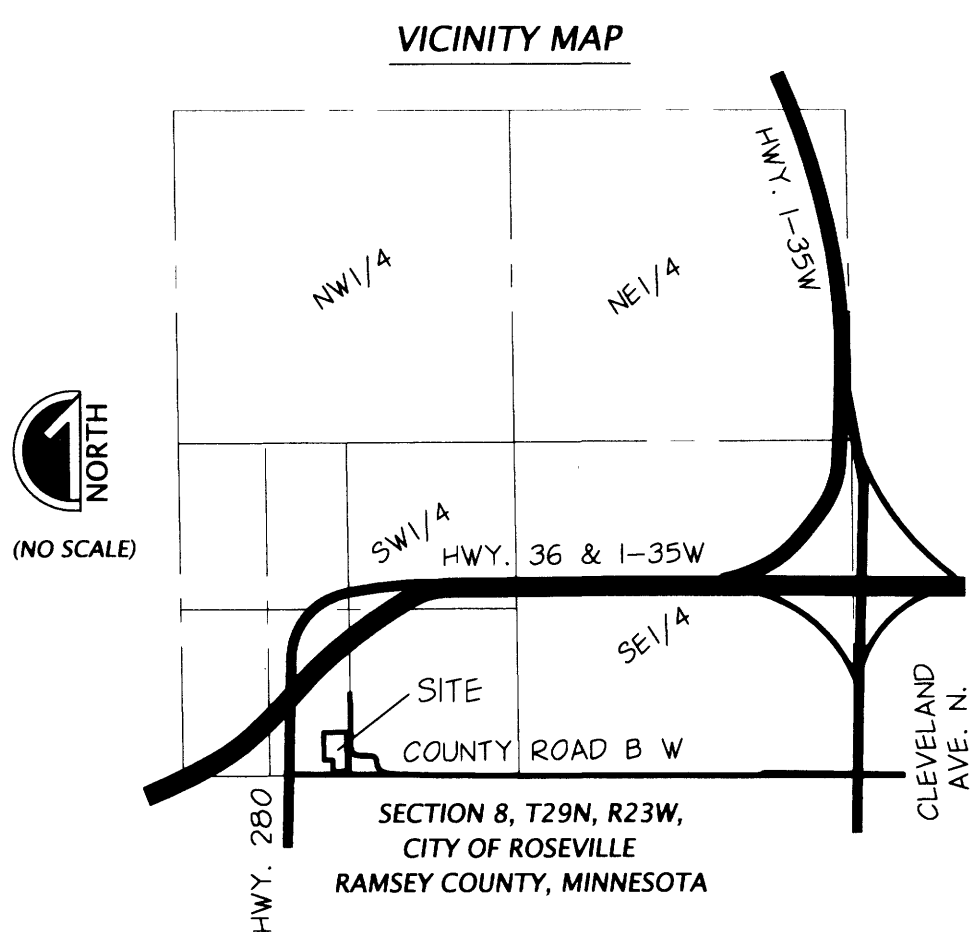 VICINITY MAP
HWY. I-35W
NW1/4
NE1/4
NORTH
(NO SCALE)
SW1/4
HWY. 36 & I-35W
SE1/4
SITE
COUNTY ROAD B W
CLEVELAND
AVE. N.
HWY. 280
SECTION 8, T29N, R23W,
CITY OF ROSEVILLE
RAMSEY COUNTY, MINNESOTA